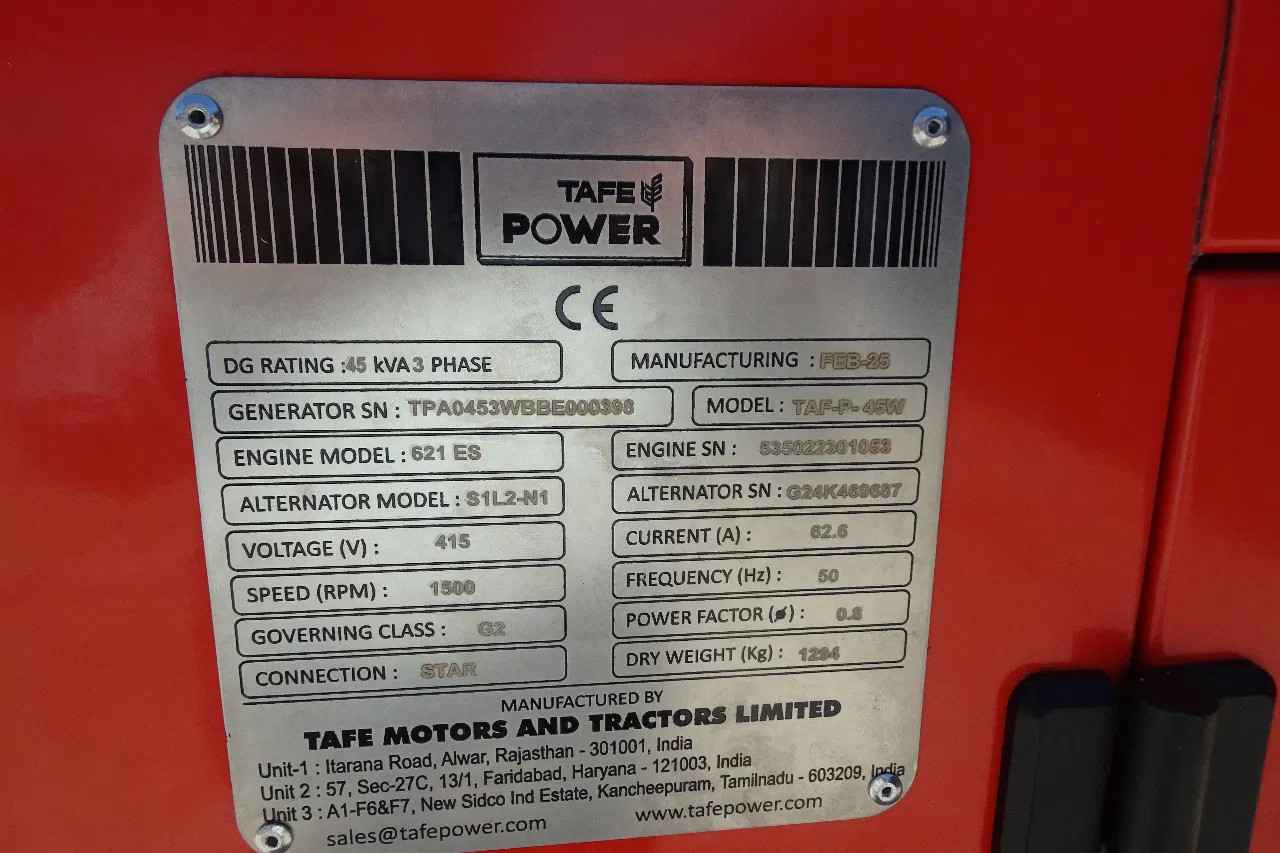 TAFE
POWER
CE
DG RATING :45 kVA 3 PHASE
MANUFACTURING : FEB-25
GENERATOR SN : TPA0453WBBE000398
MODEL : TAF-P- 45W
ENGINE MODEL : 621 ES
ENGINE SN : 535022301053
ALTERNATOR MODEL : S1L2-N1
ALTERNATOR SN : G24K469687
VOLTAGE (V) : 415
CURRENT (A) : 62.6
SPEED (RPM) : 1500
FREQUENCY (Hz) : 50
GOVERNING CLASS : G2
POWER FACTOR (ø) : 0.8
CONNECTION : STAR
DRY WEIGHT (Kg) : 1294
MANUFACTURED BY
TAFE MOTORS AND TRACTORS LIMITED
Unit-1 : Itarana Road, Alwar, Rajasthan - 301001, India
Unit 2 : 57, Sec-27C, 13/1, Faridabad, Haryana - 121003, India
Unit 3 : A1-F6&F7, New Sidco Ind Estate, Kancheepuram, Tamilnadu - 603209, India
sales@tafepower.com www.tafepower.com